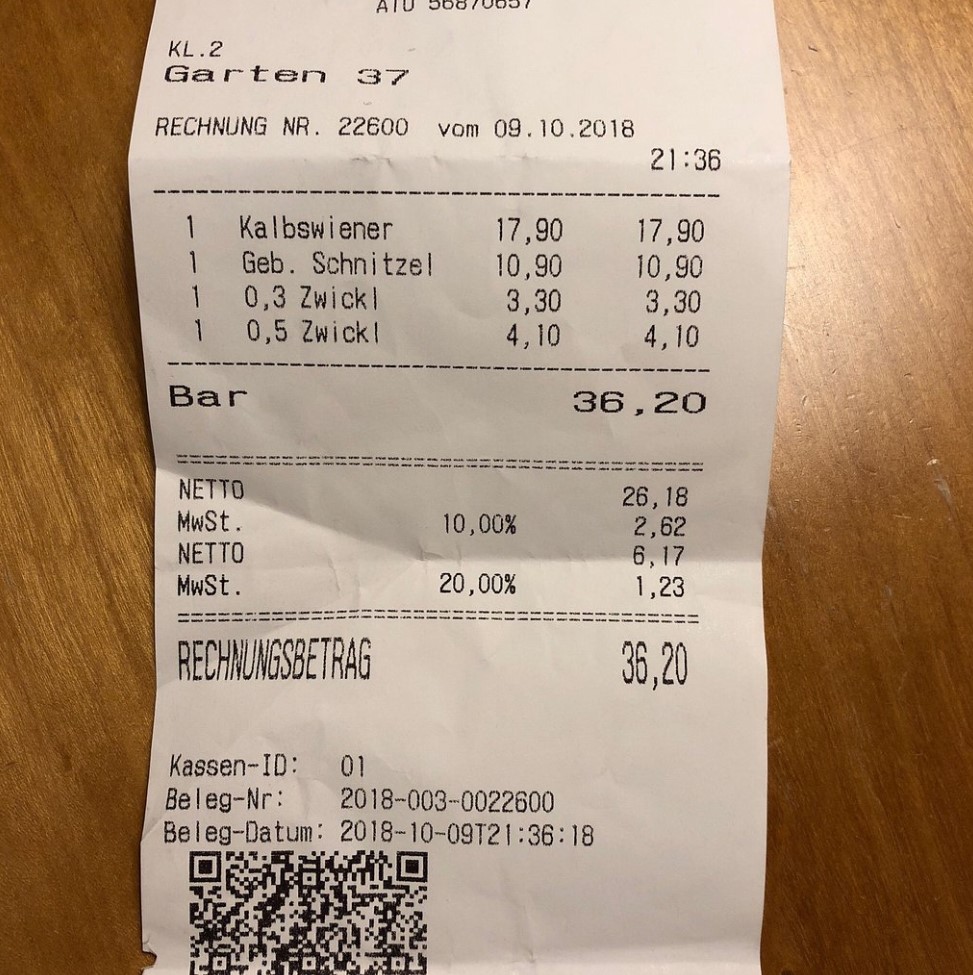 ATU 56870657
KL.2
Garten 37
RECHNUNG NR. 22600 vom 09.10.2018
21:36
1 Kalbswiener 17,90 17,90
1 Geb. Schnitzel 10,90 10,90
1 0,3 Zwickl 3,30 3,30
1 0,5 Zwickl 4,10 4,10
Bar 36,20
NETTO 26,18
MwSt. 10,00% 2,62
NETTO 6,17
MwSt. 20,00% 1,23
RECHNUNGSBETRAG 36,20
Kassen-ID: 01
Beleg-Nr: 2018-003-0022600
Beleg-Datum: 2018-10-09T21:36:18